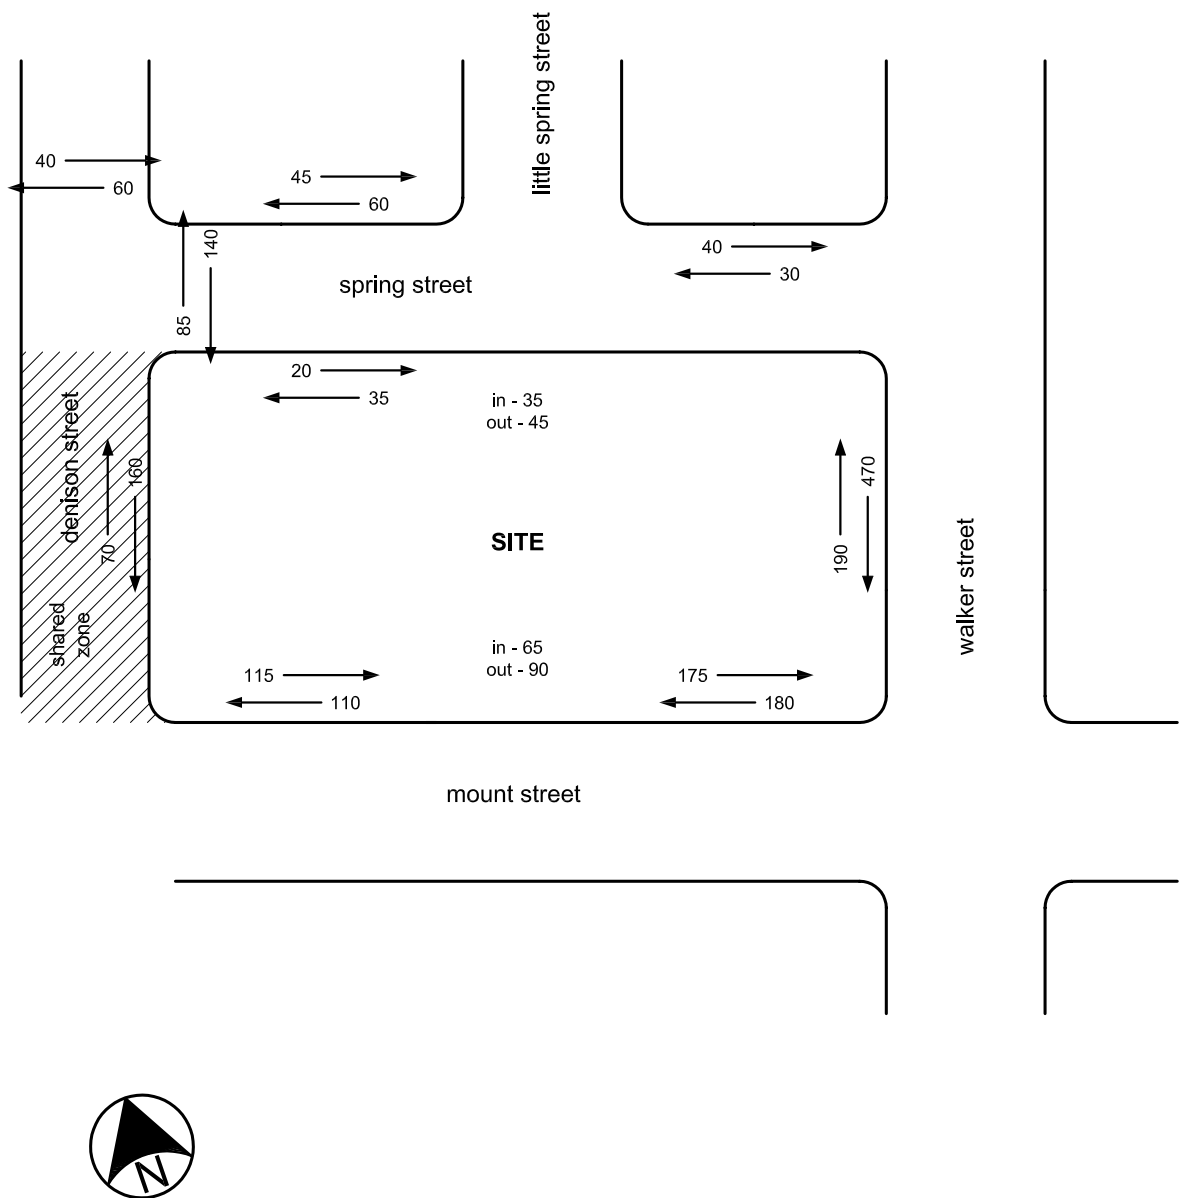 little spring street
40
60
45
60
140
85
40
30
spring street
20
35
in - 35
out - 45
denison street
160
70
470
190
SITE
walker street
shared
zone
in - 65
out - 90
115
110
175
180
mount street
N